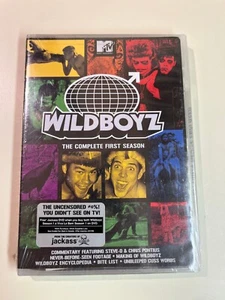 MTV
WILDBOYZ
THE COMPLETE FIRST SEASON
THE UNCENSORED #$%!
YOU DIDN'T SEE ON TV!
jackass
COMMENTARY FEATURING STEVE-O & CHRIS PONTIUS
NEVER-BEFORE-SEEN FOOTAGE • MAKING OF WILDBOYZ
WILDBOYZ ENCYCLOPEDIA • BITE LIST • UNBLEEPED CUSS WORDS